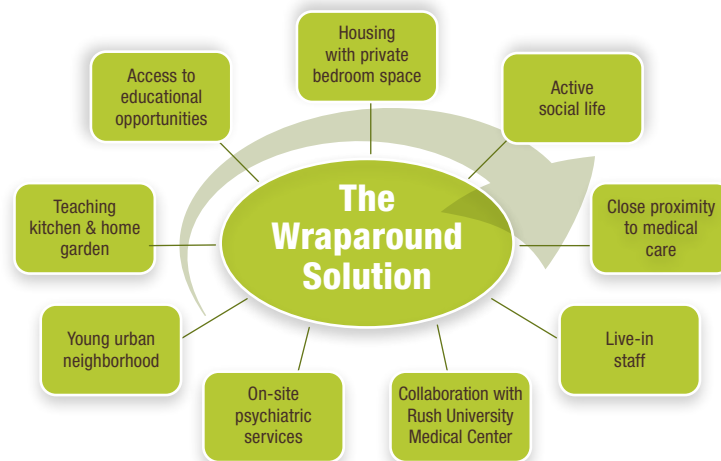 Housing
with private
bedroom space
Access to
educational
opportunities
Active
social life
The
Wraparound
Solution
Teaching
kitchen & home
garden
Close proximity
to medical
care
Young urban
neighborhood
Live-in
staff
On-site
psychiatric
services
Collaboration with
Rush University
Medical Center